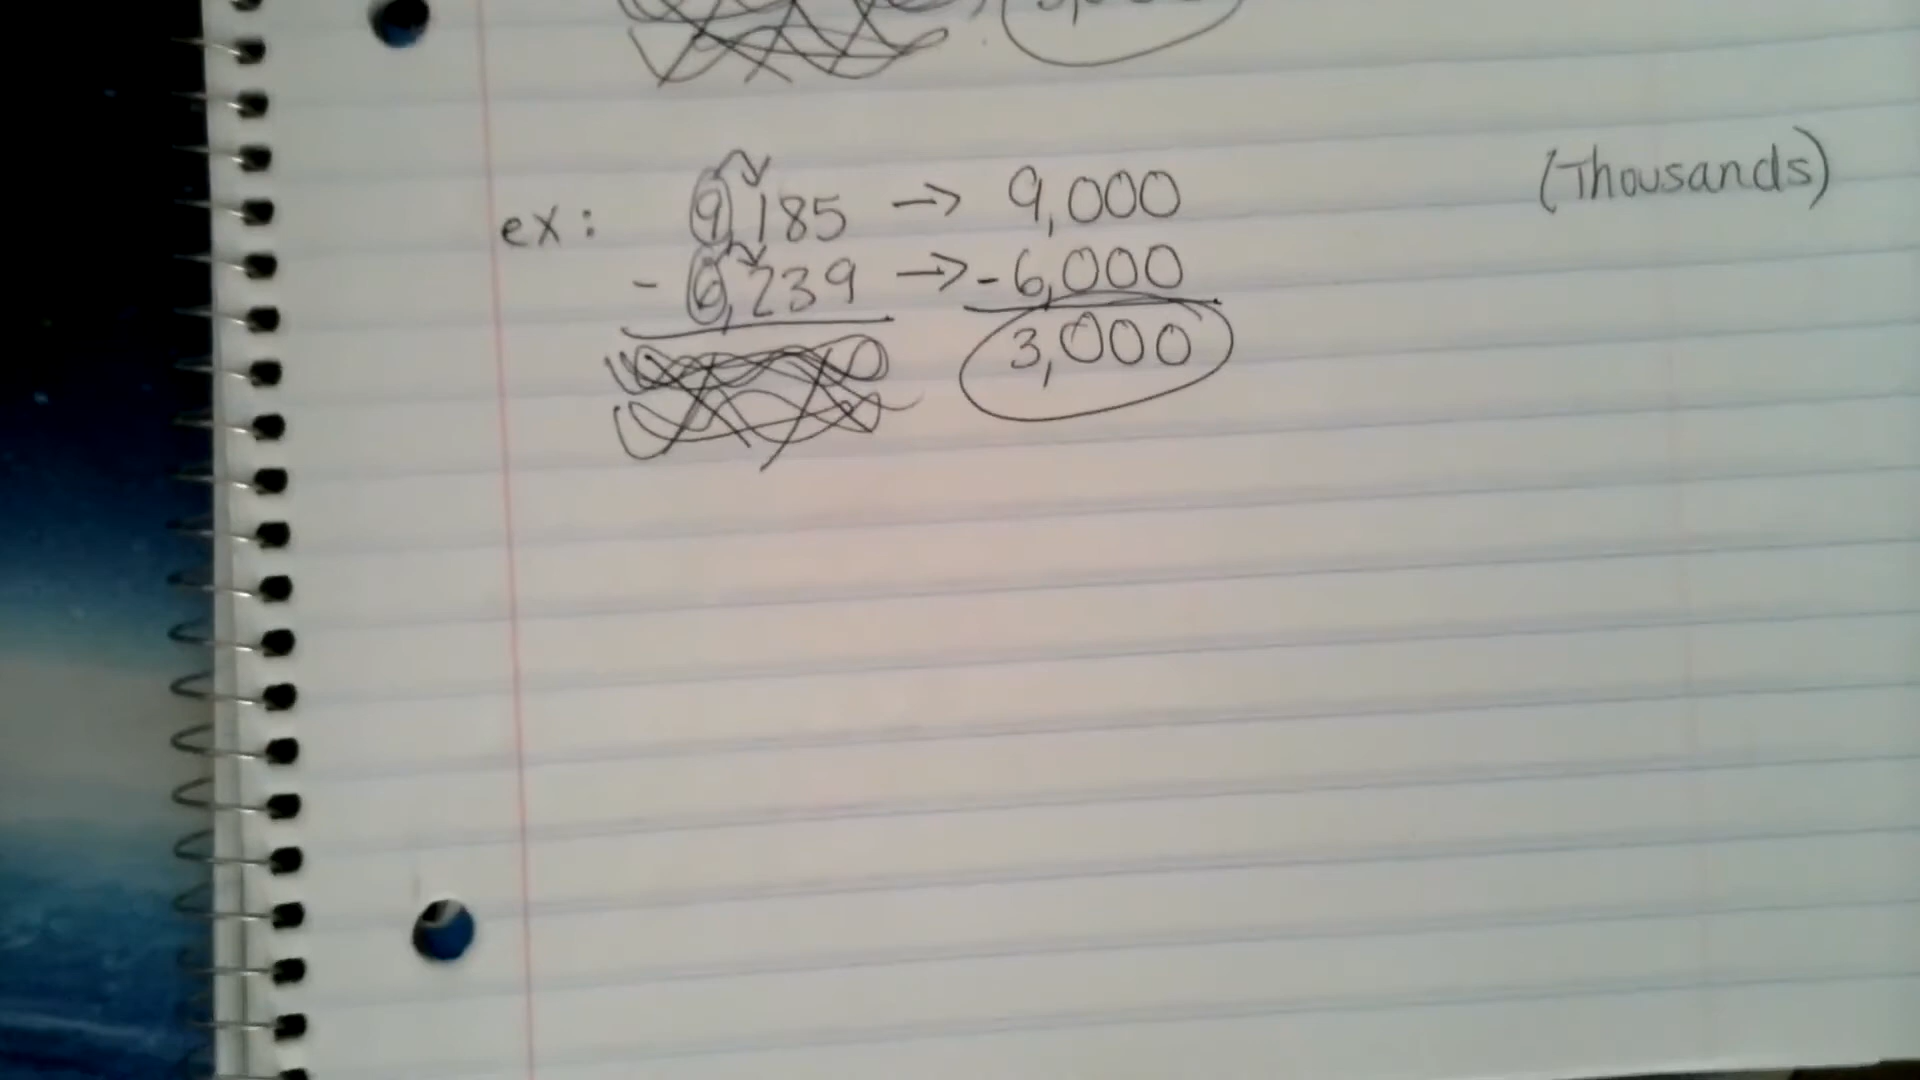 ex: 9,185 → 9,000 (Thousands)
- 6,239 → - 6,000
3,000